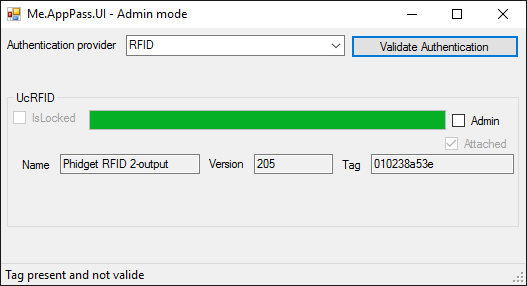 Me.AppPass.UI - Admin mode
Authentication provider RFID Validate Authentication
UcRFID
IsLocked Admin
Attached
Name Phidget RFID 2-output Version 205 Tag 010238a53e
Tag present and not valide